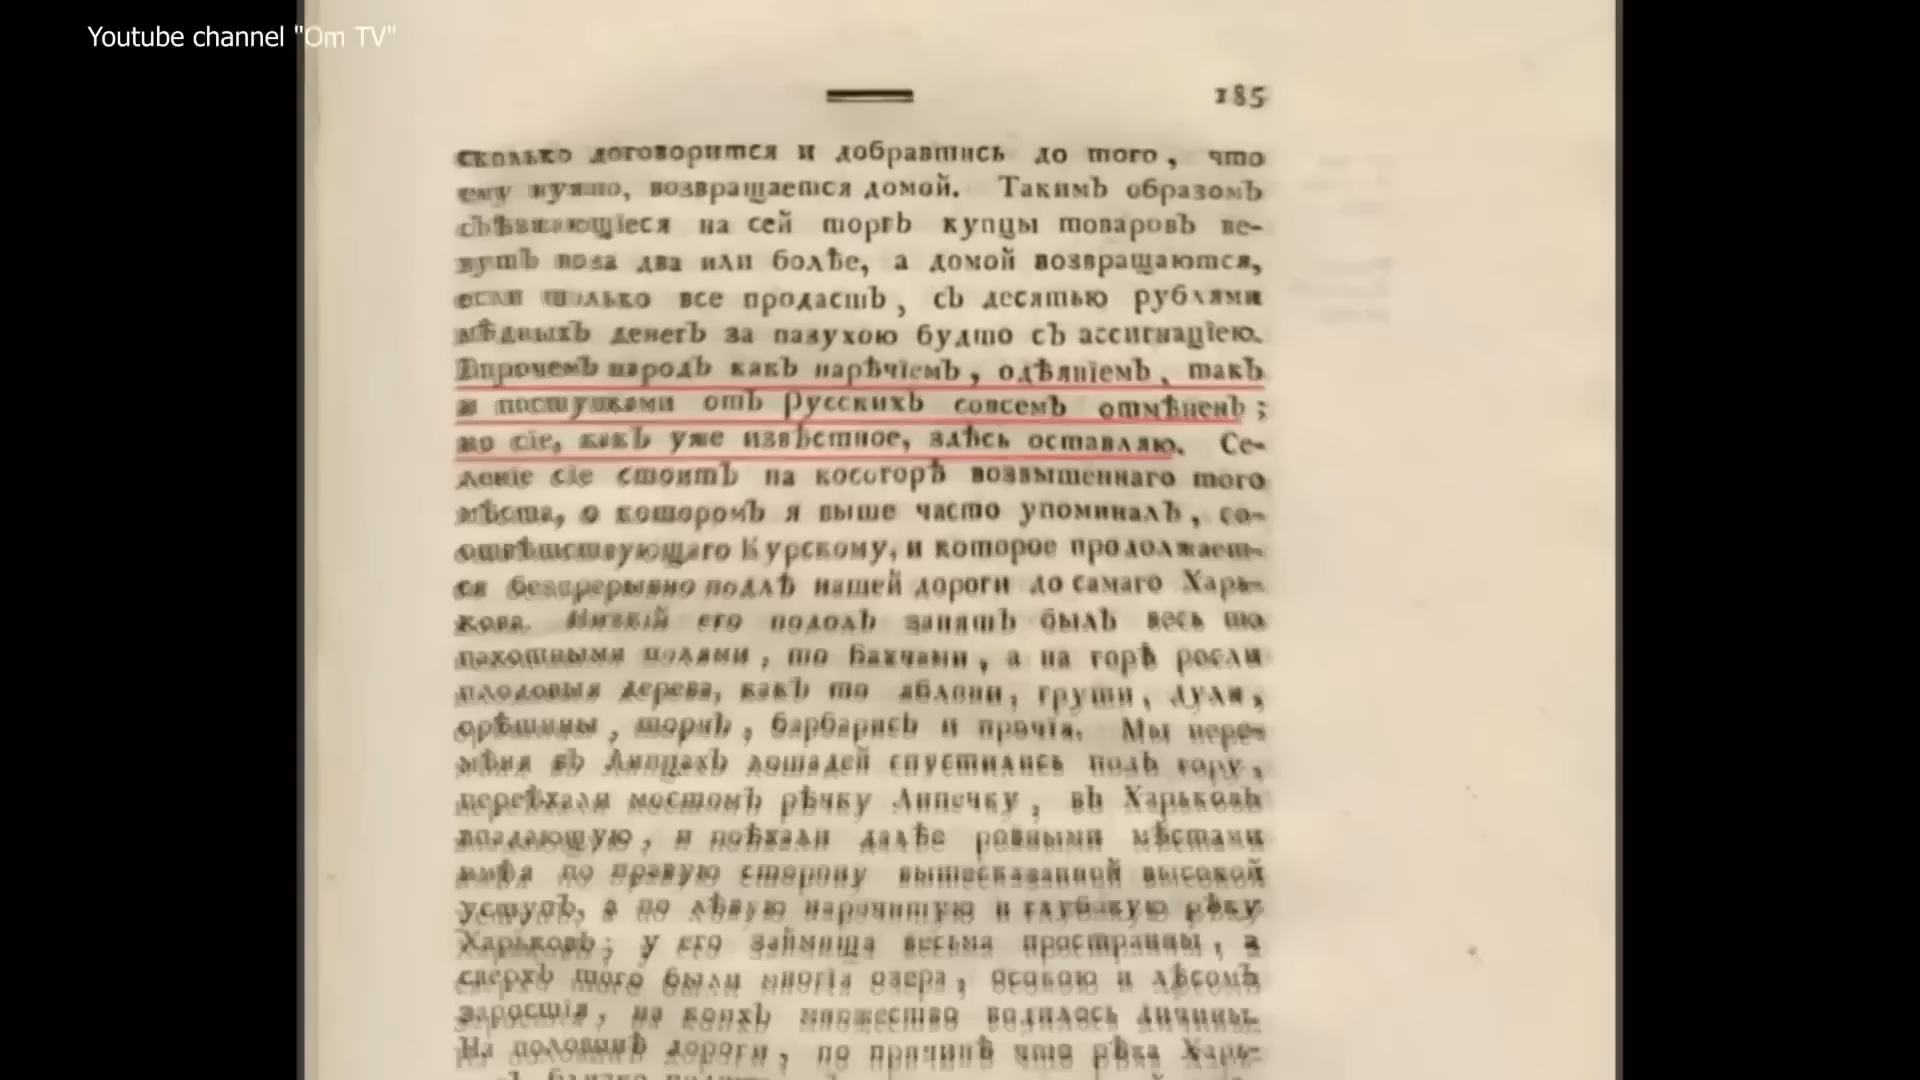 Youtube channel "Om TV"
185
сколько договорится и добравшись до того, что
ему нужно, возвращается домой. Такимъ образомъ
съѣзжающіеся на сей торгъ купцы товаровъ ве-
зутъ воза два или болѣе, а домой возвращаются,
если только все продастъ, съ десятью рублями
мѣдныхъ денегъ за пазухою будто съ ассигнаціею.
Впрочемъ народъ какъ нарѣчіемъ, одѣяніемъ, такъ
и поступками отъ Русскихъ совсемъ отмѣненъ;
но сіе, какъ уже извѣстное, здѣсь оставляю. Се-
леніе сіе стоитъ на косогорѣ возвышеннаго того
мѣста, о которомъ я выше часто упоминалъ, со-
отвѣтствующаго Курскому, и которое продолжает-
ся безпрерывно подлѣ нашей дороги до самаго Харь-
кова. Низкій его подолъ занятъ былъ весь то
пахотными полями, то бахчами, а на горѣ росли
плодовыя дерева, какъ то яблони, груши, дули,
орѣшины, торнъ, барбарисъ и прочія. Мы пере-
мѣня въ Липцахъ лошадей спустились подъ гору,
переѣхали мостомъ рѣчку Липечку, въ Харьковъ
впадающую, и поѣхали далѣе ровными мѣстами
имѣя по правую сторону вышесказанной высокой
уступъ, а по лѣвую нарочитую и глубокую рѣку
Харьковъ; у его займища весьма пространны, а
сверхъ того были многія озера, осокою и лѣсомъ
заросшія, на коихъ множество водилось дичины.
На половинѣ дороги, по причинѣ что рѣка Харь-